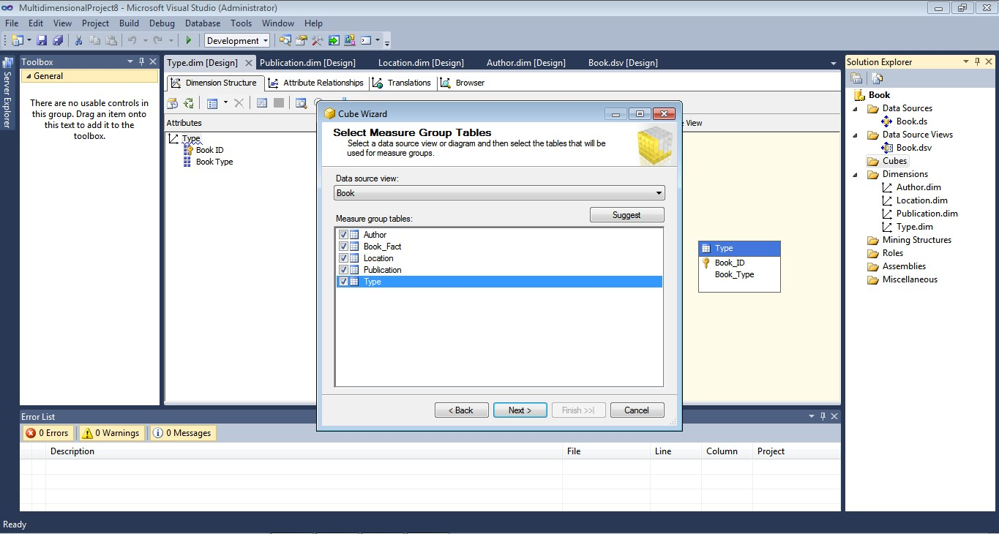 MultidimensionalProject8 - Microsoft Visual Studio (Administrator)
File Edit View Project Build Debug Database Tools Window Help
Development
Server Explorer
Toolbox
General
There are no usable controls in
this group. Drag an item onto
this text to add it to the
toolbox.
Type.dim [Design] Publication.dim [Design] Location.dim [Design] Author.dim [Design] Book.dsv [Design]
Dimension Structure Attribute Relationships Translations Browser
Attributes
Type
Book ID
Book Type
View
Type
Book_ID
Book_Type
Cube Wizard
Select Measure Group Tables
Select a data source view or diagram and then select the tables that will be
used for measure groups.
Data source view:
Book
Measure group tables:
Suggest
Author
Book_Fact
Location
Publication
Type
< Back Next > Finish >>| Cancel
Solution Explorer
Book
Data Sources
Book.ds
Data Source Views
Book.dsv
Cubes
Dimensions
Author.dim
Location.dim
Publication.dim
Type.dim
Mining Structures
Roles
Assemblies
Miscellaneous
Error List
0 Errors 0 Warnings 0 Messages
Description File Line Column Project
Ready